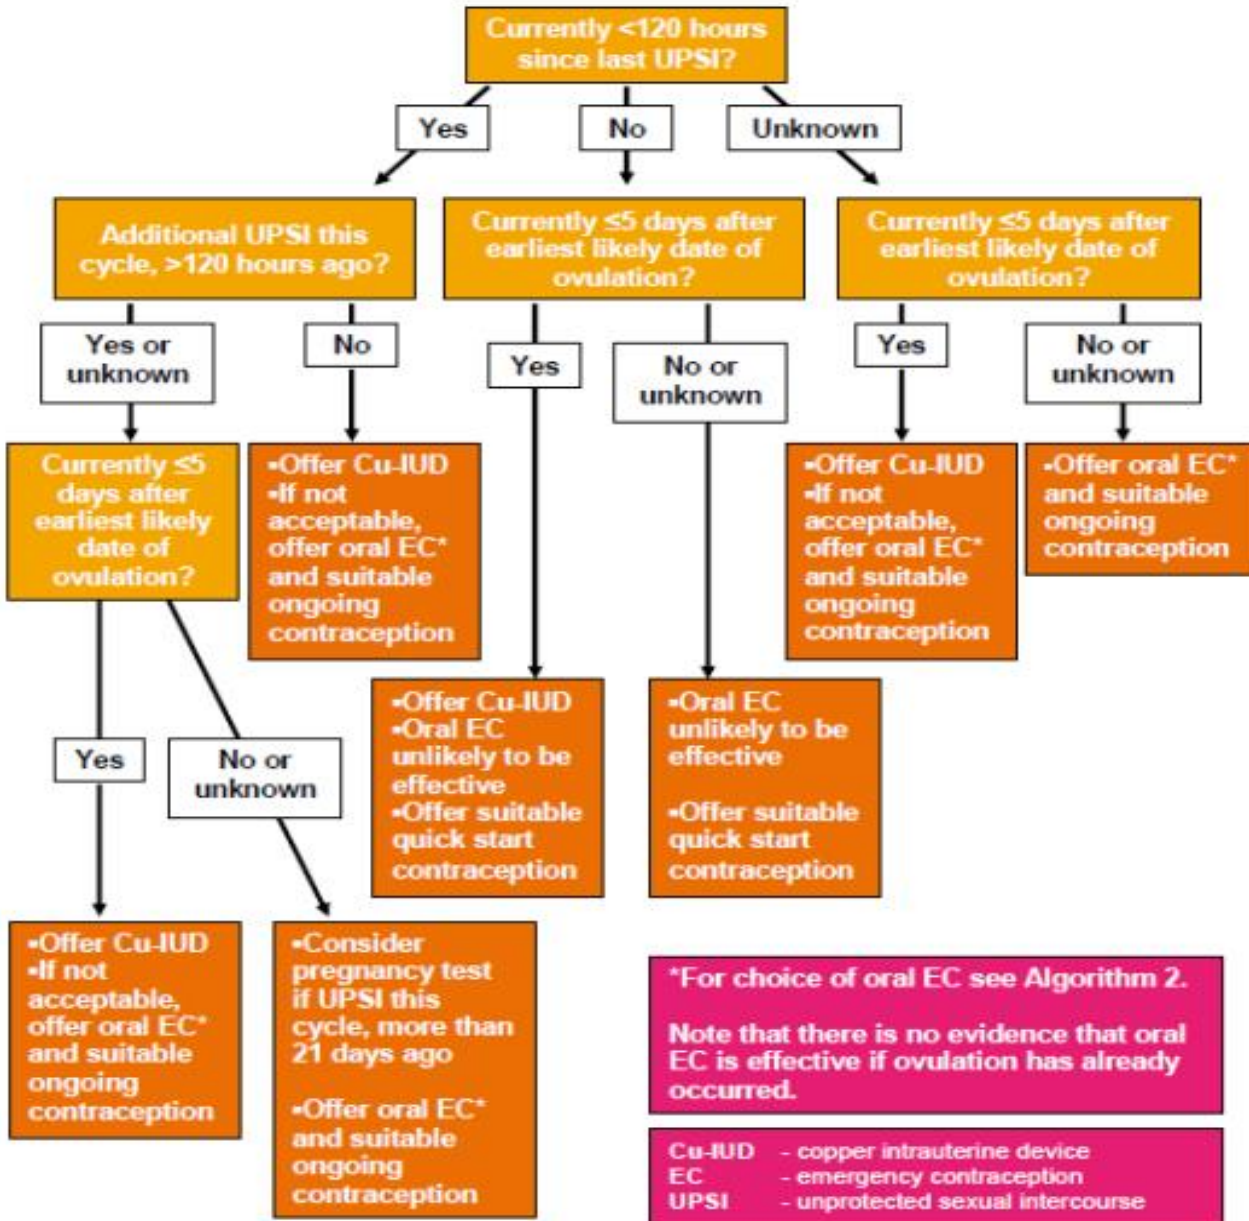 Currently <120 hours
since last UPSI?
Yes
No
Unknown
Additional UPSI this
cycle, >120 hours ago?
Currently ≤5 days after
earliest likely date of
ovulation?
Currently ≤5 days after
earliest likely date of
ovulation?
Yes or
unknown
No
Yes
No or
unknown
Yes
No or
unknown
Currently ≤5
days after
earliest likely
date of
ovulation?
▪Offer Cu-IUD
▪If not
acceptable,
offer oral EC*
and suitable
ongoing
contraception
▪Offer Cu-IUD
▪If not
acceptable,
offer oral EC*
and suitable
ongoing
contraception
▪Offer oral EC*
and suitable
ongoing
contraception
Yes
No or
unknown
▪Offer Cu-IUD
▪Oral EC
unlikely to be
effective
▪Offer suitable
quick start
contraception
▪Oral EC
unlikely to be
effective
▪Offer suitable
quick start
contraception
▪Offer Cu-IUD
▪If not
acceptable,
offer oral EC*
and suitable
ongoing
contraception
▪Consider
pregnancy test
if UPSI this
cycle, more than
21 days ago
▪Offer oral EC*
and suitable
ongoing
contraception
*For choice of oral EC see Algorithm 2.
Note that there is no evidence that oral
EC is effective if ovulation has already
occurred.
Cu-IUD - copper intrauterine device
EC - emergency contraception
UPSI - unprotected sexual intercourse